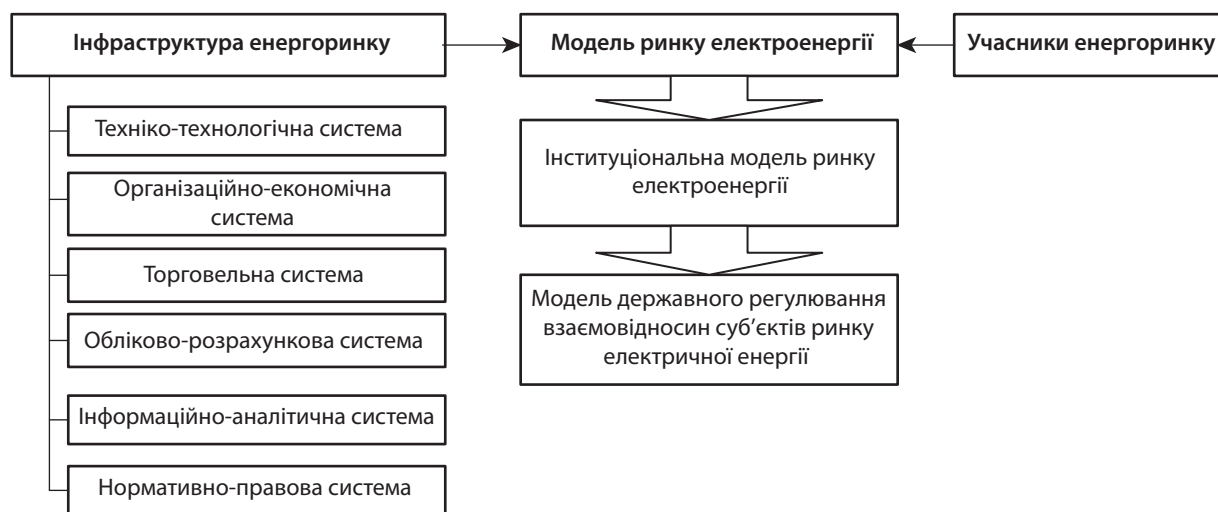 Інфраструктура енергоринку
Модель ринку електроенергії
Учасники енергоринку
Техніко-технологічна система
Організаційно-економічна
система
Торговельна система
Обліково-розрахункова система
Інформаційно-аналітична система
Нормативно-правова система
Інституціональна модель ринку
електроенергії
Модель державного регулювання
взаємовідносин суб’єктів ринку
електричної енергії